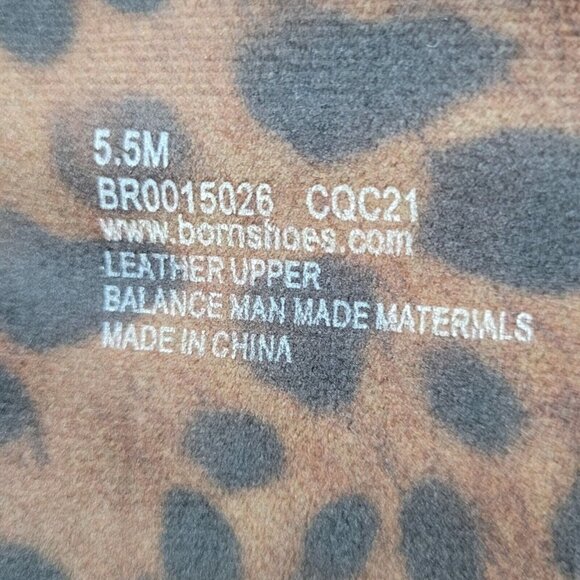 5.5M
BR0015026 CQC21
www.bornshoes.com
LEATHER UPPER
BALANCE MAN MADE MATERIALS
MADE IN CHINA